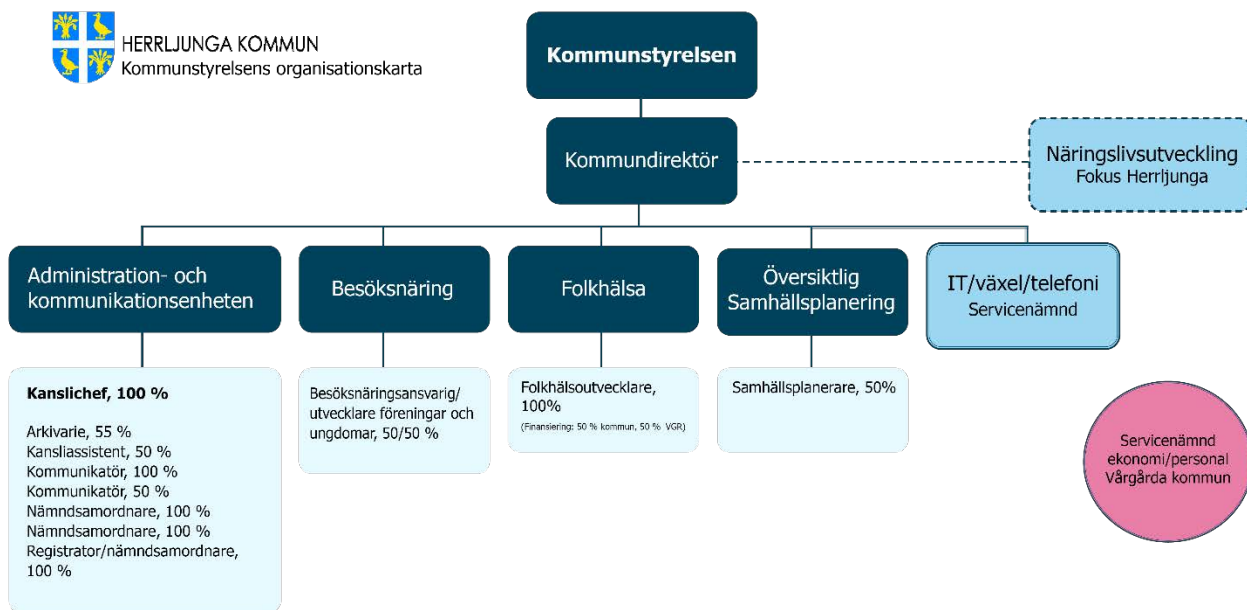 HERRLJUNGA KOMMUN
Kommunstyrelsens organisationskarta
Kommunstyrelsen
Kommundirektör
Näringslivsutveckling
Fokus Herrljunga
Administration- och
kommunikationsenheten
Besöksnäring
Folkhälsa
Översiktlig
Samhällsplanering
IT/växel/telefoni
Servicenämnd
Kanslichef, 100 %
Arkivarie, 55 %
Kansliassistent, 50 %
Kommunikatör, 100 %
Kommunikatör, 50 %
Nämndsamordnare, 100 %
Nämndsamordnare, 100 %
Registrator/nämndsamordnare,
100 %
Besöksnäringsansvarig/
utvecklare föreningar och
ungdomar, 50/50 %
Folkhälsoutvecklare,
100%
(Finansiering: 50 % kommun, 50 % VGR)
Samhällsplanerare, 50%
Servicenämnd
ekonomi/personal
Vårgårda kommun